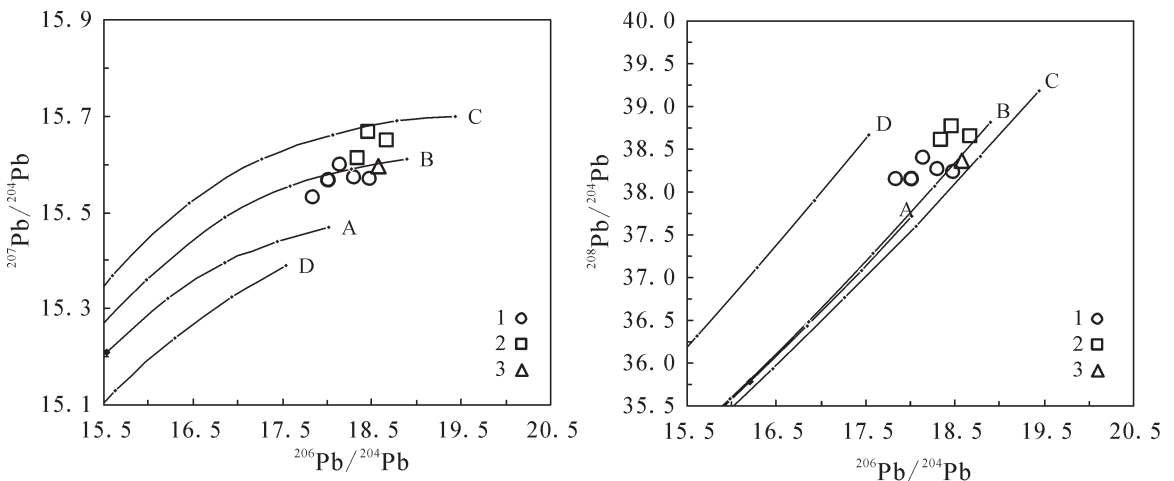 15.9
15.7
15.5
15.3
15.1
²⁰⁷Pb/²⁰⁴Pb
C
B
A
D
1
2
3
15.5 16.5 17.5 18.5 19.5 20.5
²⁰⁶Pb/²⁰⁴Pb
40.0
39.5
39.0
38.5
38.0
37.5
37.0
36.5
36.0
35.5
²⁰⁸Pb/²⁰⁴Pb
C
B
D
A
1
2
3
15.5 16.5 17.5 18.5 19.5 20.5
²⁰⁶Pb/²⁰⁴Pb